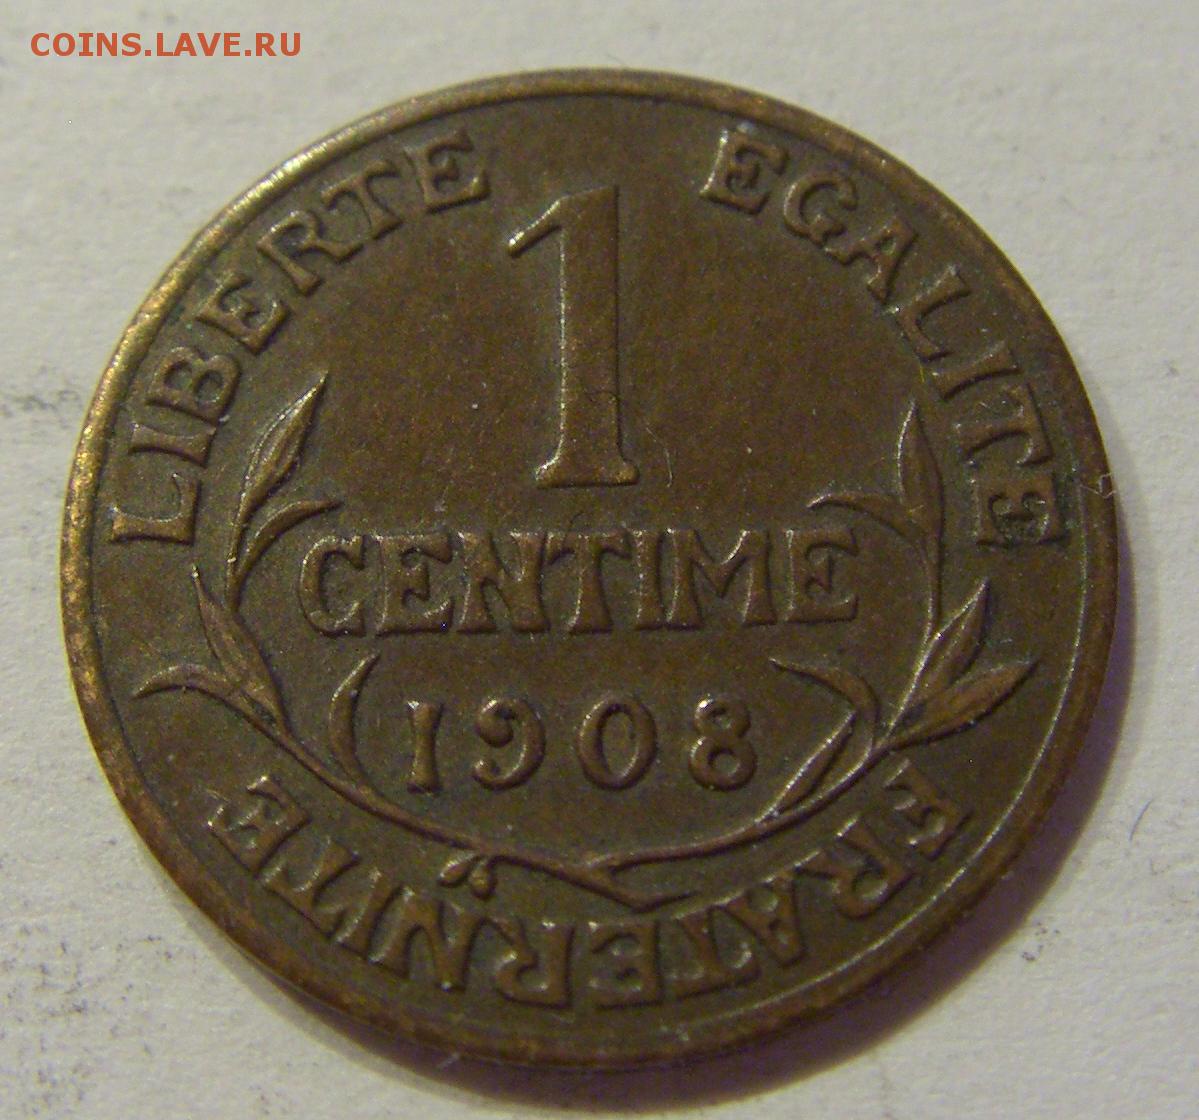 COINS.LAVE.RU
LIBERTE EGALITE
1
CENTIME
1908
FRATERNITE